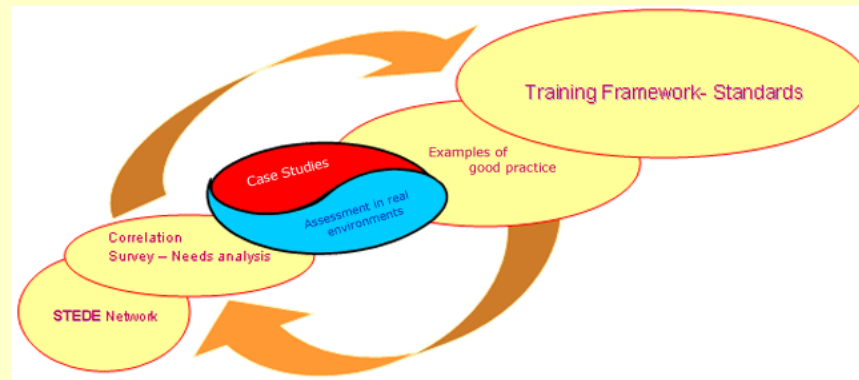 Training Framework- Standards
Examples of
good practice
Case Studies
Assessment in real
environments
Correlation
Survey – Needs analysis
STEDE Network